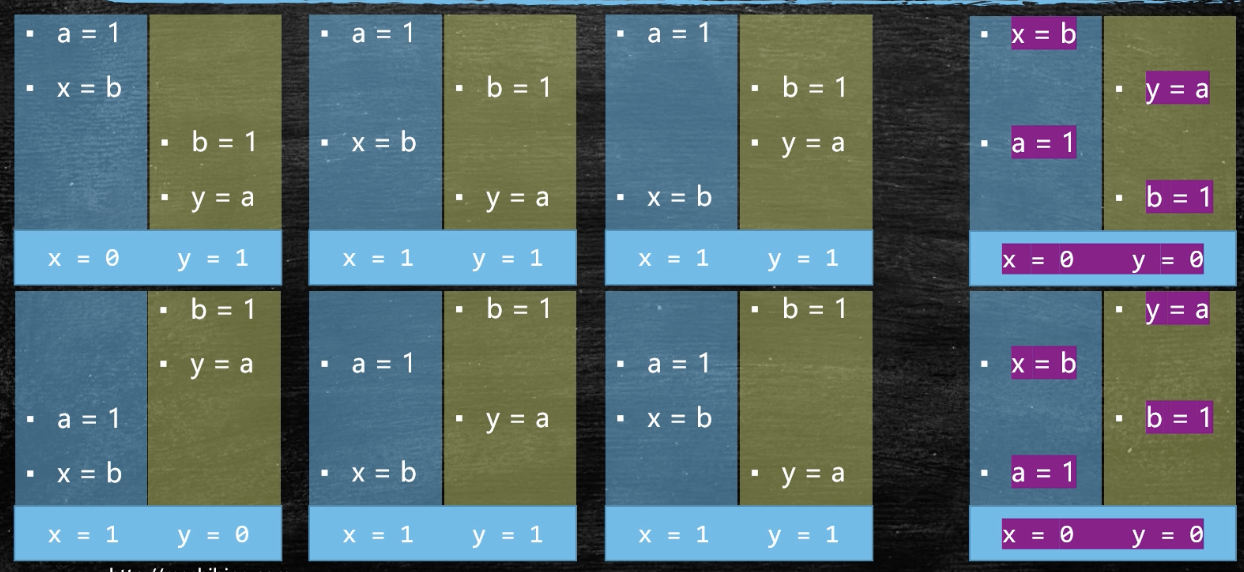 a = 1
x = b
b = 1
y = a
x = 0 y = 1
a = 1
b = 1
x = b
y = a
x = 1 y = 1
a = 1
b = 1
y = a
x = b
x = 1 y = 1
x = b
y = a
a = 1
b = 1
x = 0 y = 0
b = 1
y = a
a = 1
x = b
x = 1 y = 0
b = 1
a = 1
y = a
x = b
x = 1 y = 1
b = 1
a = 1
x = b
y = a
x = 1 y = 1
y = a
x = b
b = 1
a = 1
x = 0 y = 0